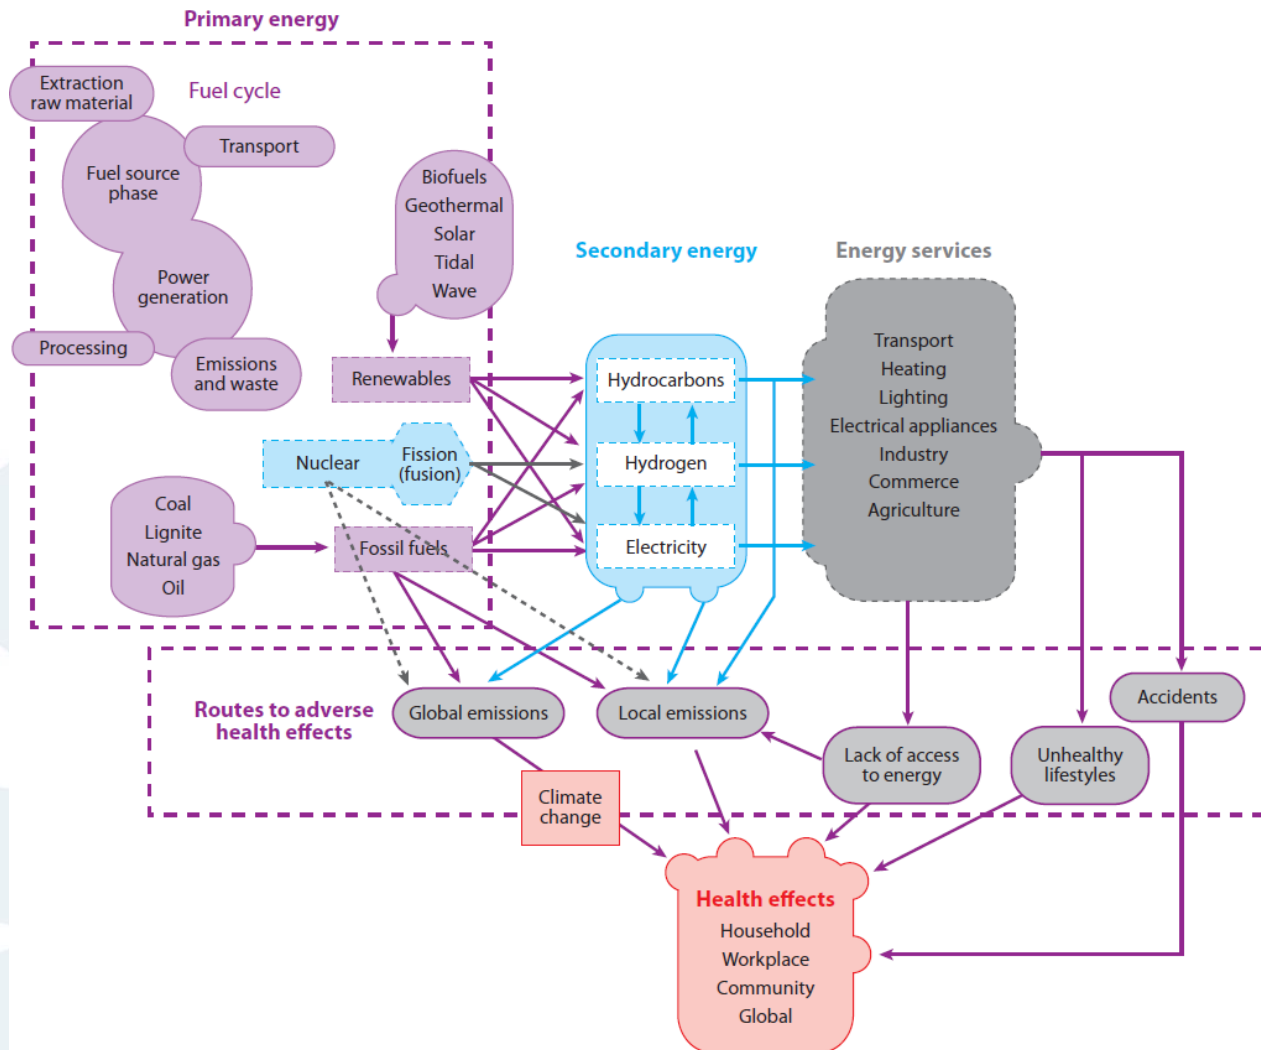 Primary energy
Extraction
raw material
Fuel cycle
Transport
Fuel source
phase
Power
generation
Processing
Emissions
and waste
Biofuels
Geothermal
Solar
Tidal
Wave
Renewables
Nuclear
Fission
(fusion)
Coal
Lignite
Natural gas
Oil
Fossil fuels
Secondary energy
Hydrocarbons
Hydrogen
Electricity
Energy services
Transport
Heating
Lighting
Electrical appliances
Industry
Commerce
Agriculture
Routes to adverse
health effects
Global emissions
Local emissions
Lack of access
to energy
Unhealthy
lifestyles
Accidents
Climate
change
Health effects
Household
Workplace
Community
Global